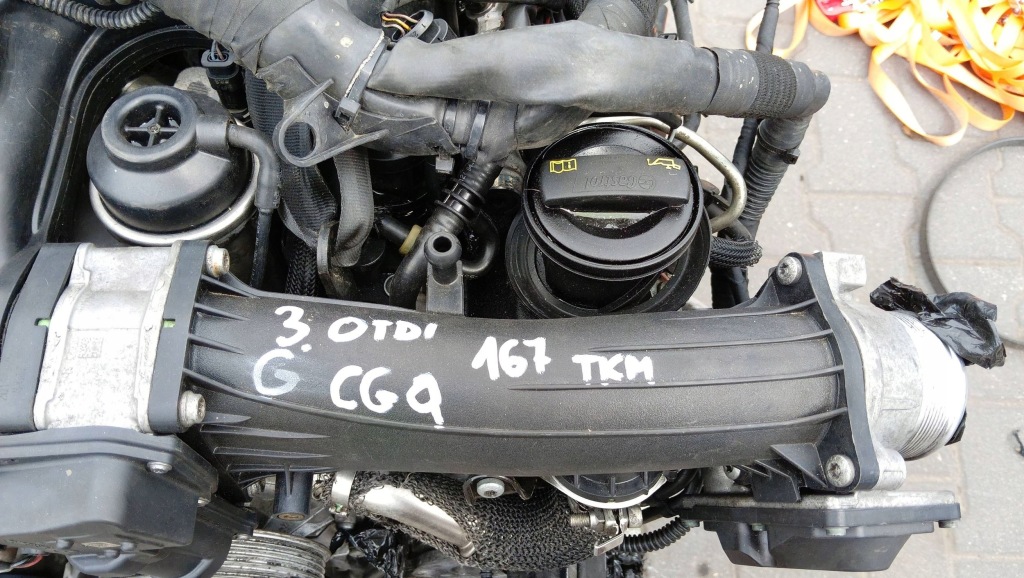 3.0TDI 167 TKM
G CGQ